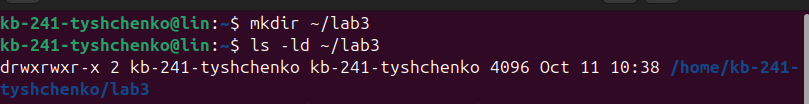 kb-241-tyshchenko@lin:~$ mkdir ~/lab3
kb-241-tyshchenko@lin:~$ ls -ld ~/lab3
drwxrwxr-x 2 kb-241-tyshchenko kb-241-tyshchenko 4096 Oct 11 10:38 /home/kb-241-
tyshchenko/lab3